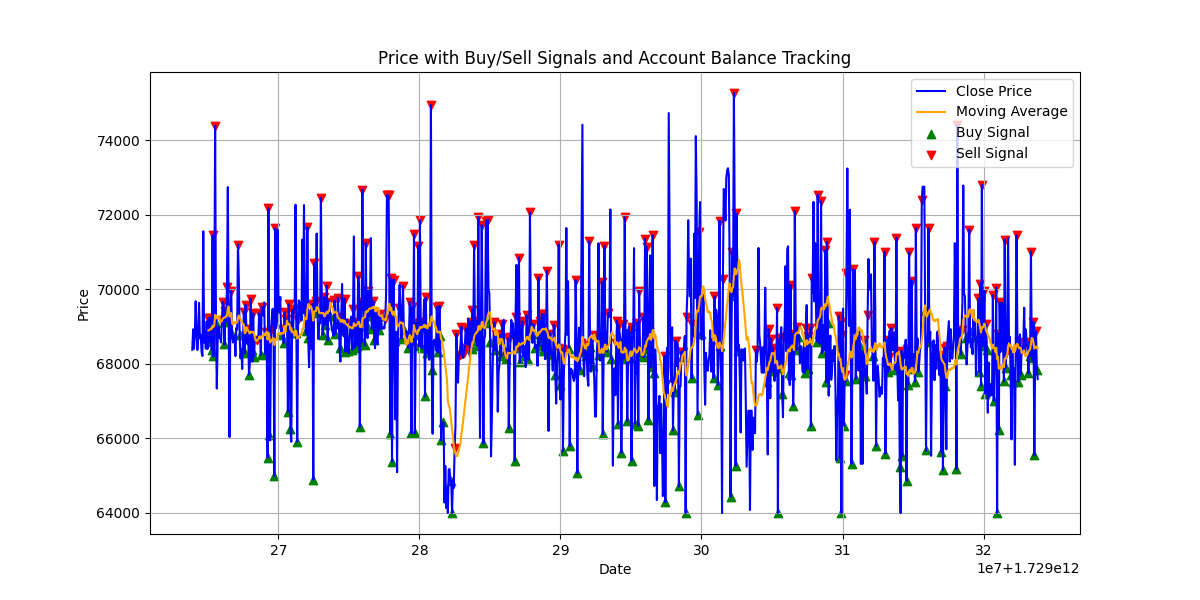 Price with Buy/Sell Signals and Account Balance Tracking
Close Price
Moving Average
Buy Signal
Sell Signal
74000
72000
70000
68000
66000
64000
Price
27 28 29 30 31 32
Date
1e7+1.729e12